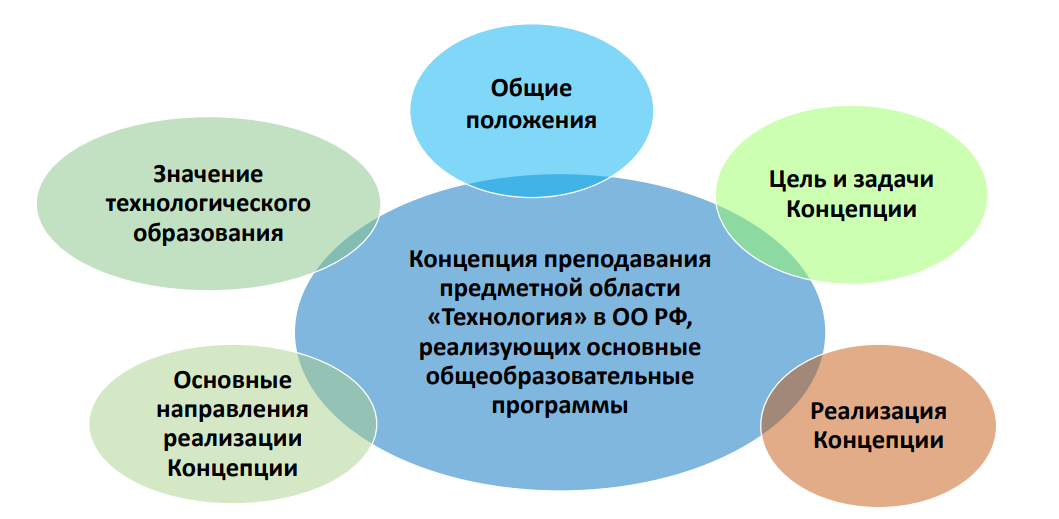 Общие
положения
Значение
технологического
образования
Цель и задачи
Концепции
Концепция преподавания
предметной области
«Технология» в ОО РФ,
реализующих основные
общеобразовательные
программы
Основные
направления
реализации
Концепции
Реализация
Концепции